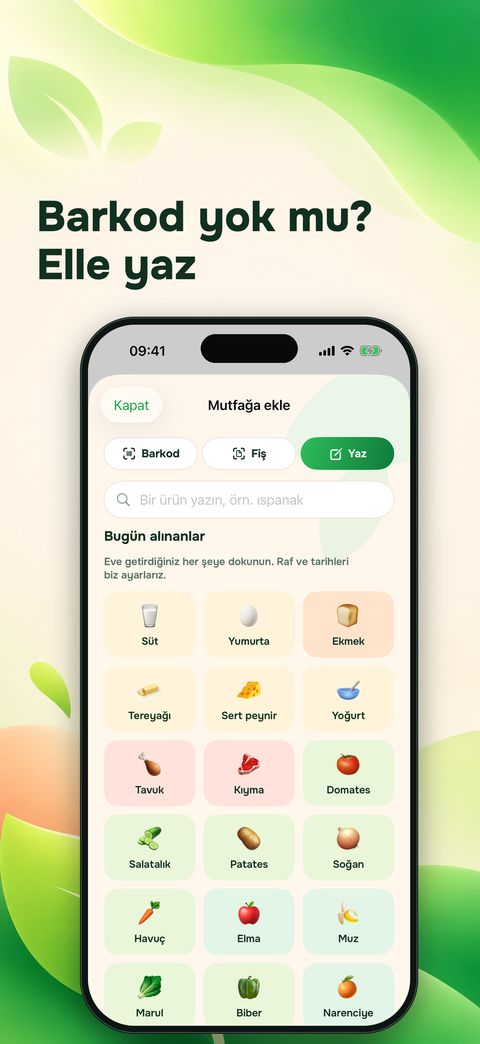 Barkod yok mu?
Elle yaz
09:41
Kapat
Mutfağa ekle
Barkod
Fiş
Yaz
Bir ürün yazın, örn. ıspanak
Bugün alınanlar
Eve getirdiğiniz her şeye dokunun. Raf ve tarihleri
biz ayarlarız.
Süt
Yumurta
Ekmek
Tereyağı
Sert peynir
Yoğurt
Tavuk
Kıyma
Domates
Salatalık
Patates
Soğan
Havuç
Elma
Muz
Marul
Biber
Narenciye